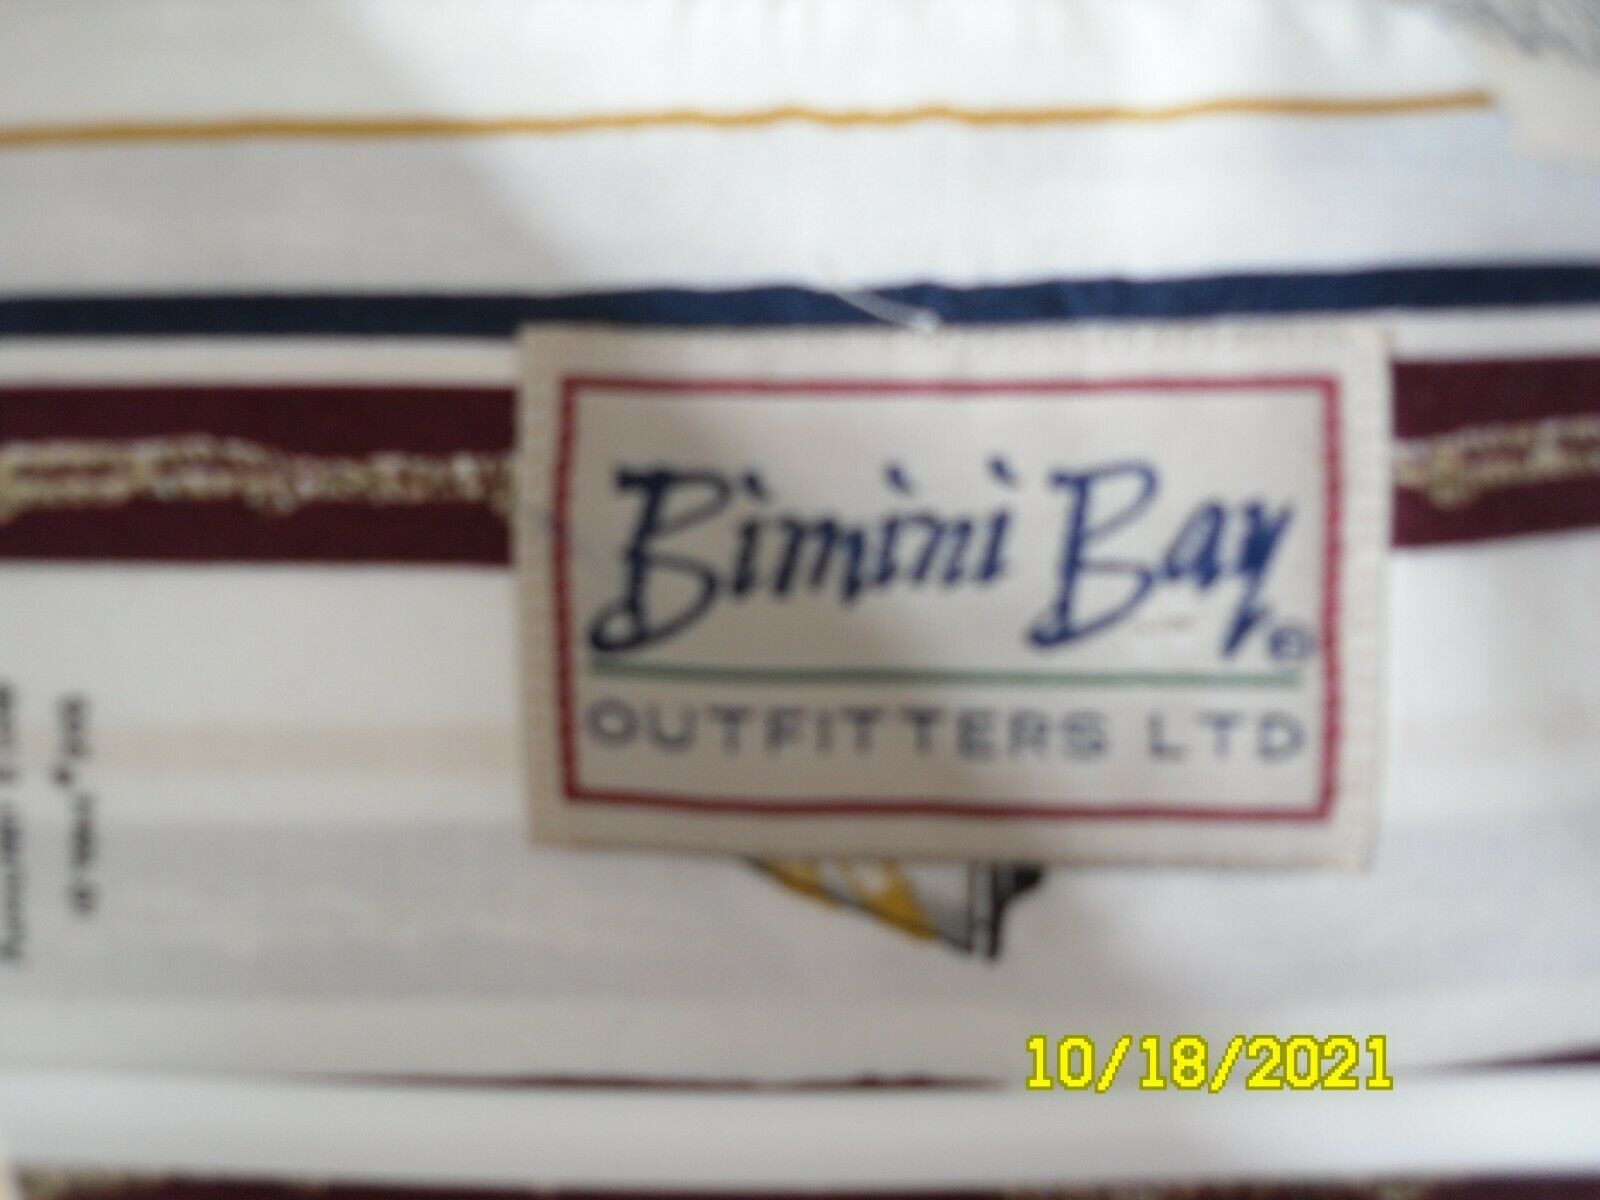 Bimini Bay®
OUTFITTERS LTD
10/18/2021